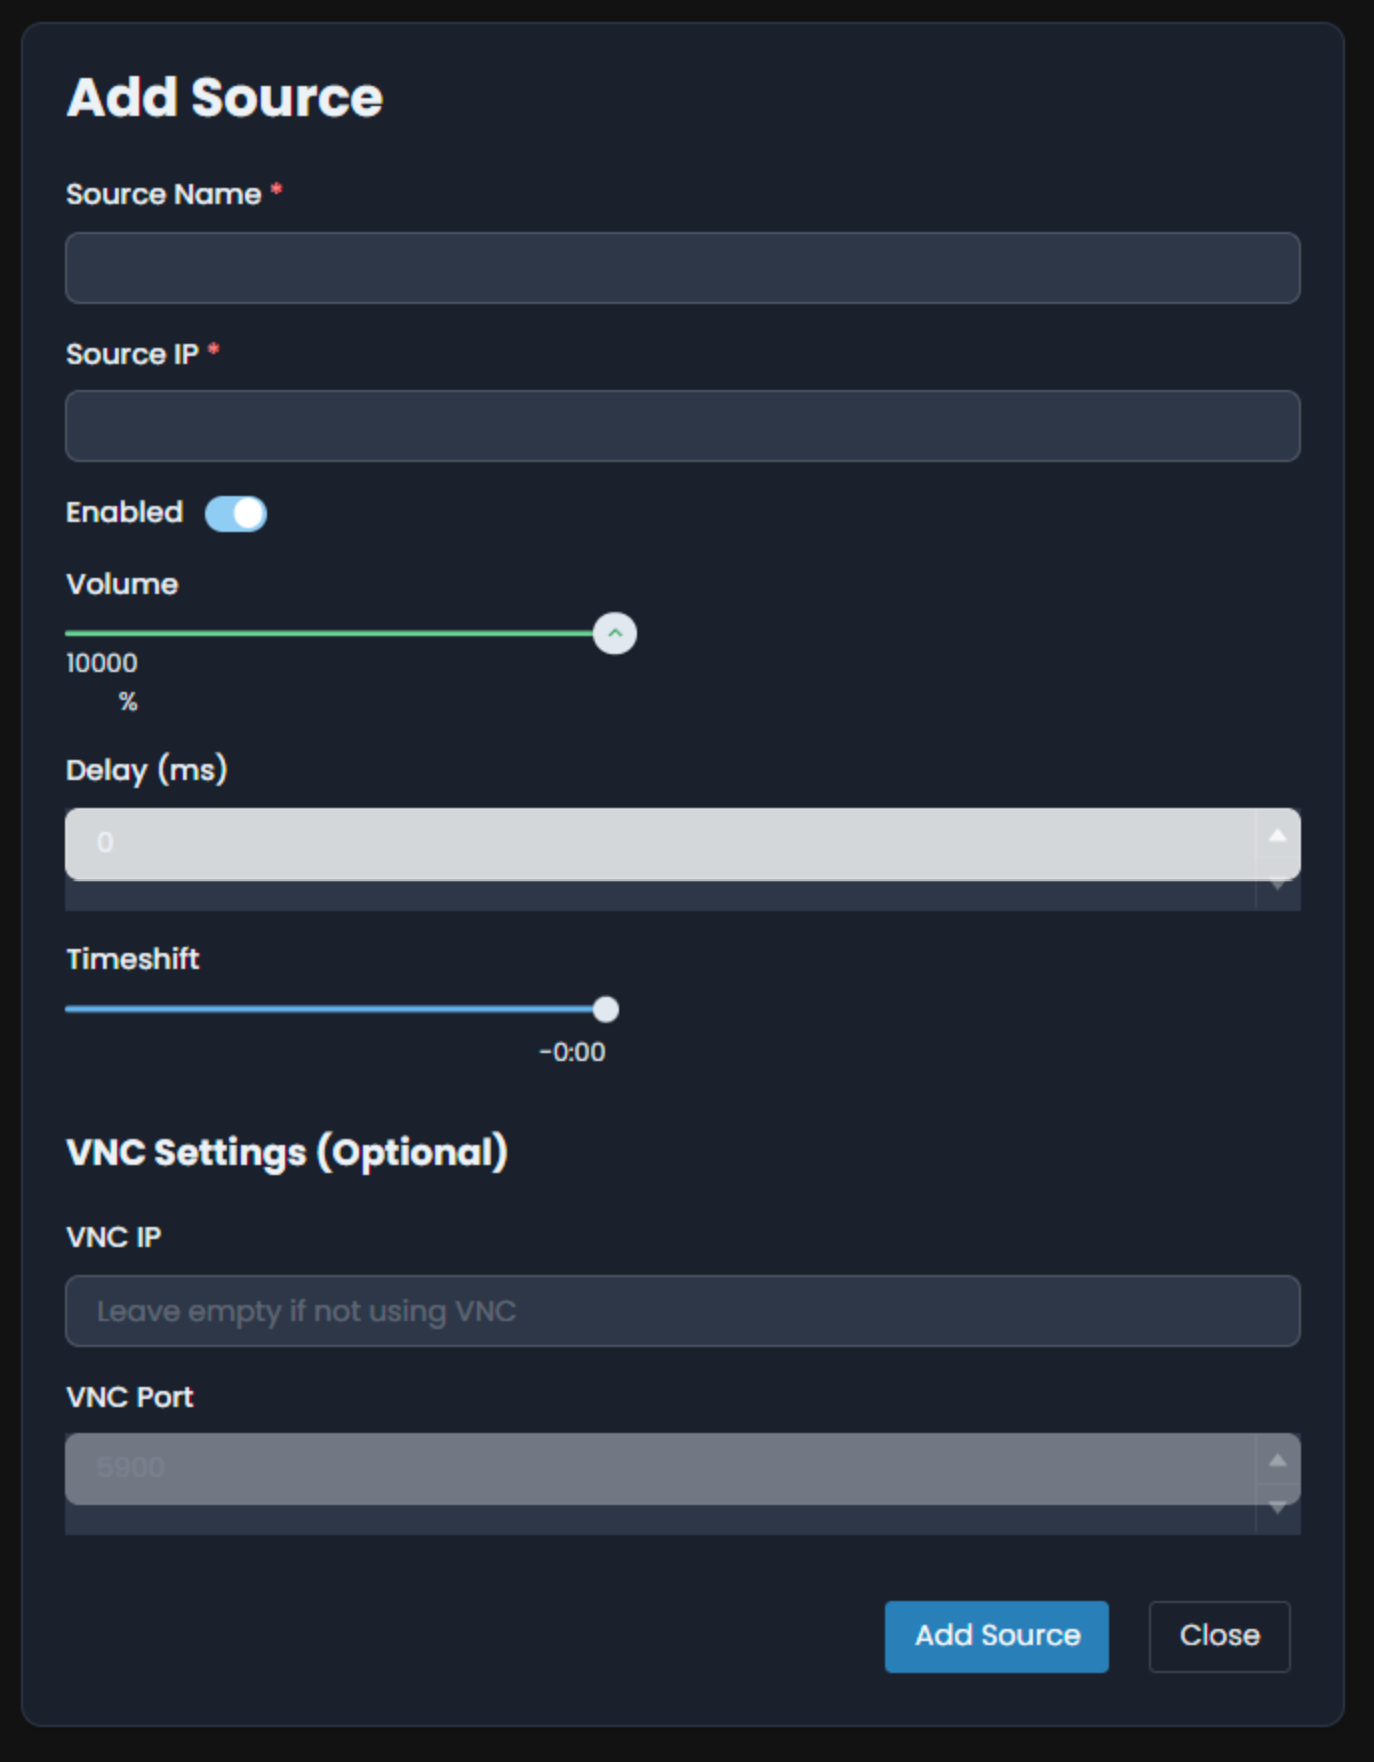 Add Source
Source Name *
Source IP *
Enabled
Volume
10000
%
Delay (ms)
0
Timeshift
-0:00
VNC Settings (Optional)
VNC IP
Leave empty if not using VNC
VNC Port
5900
Add Source
Close